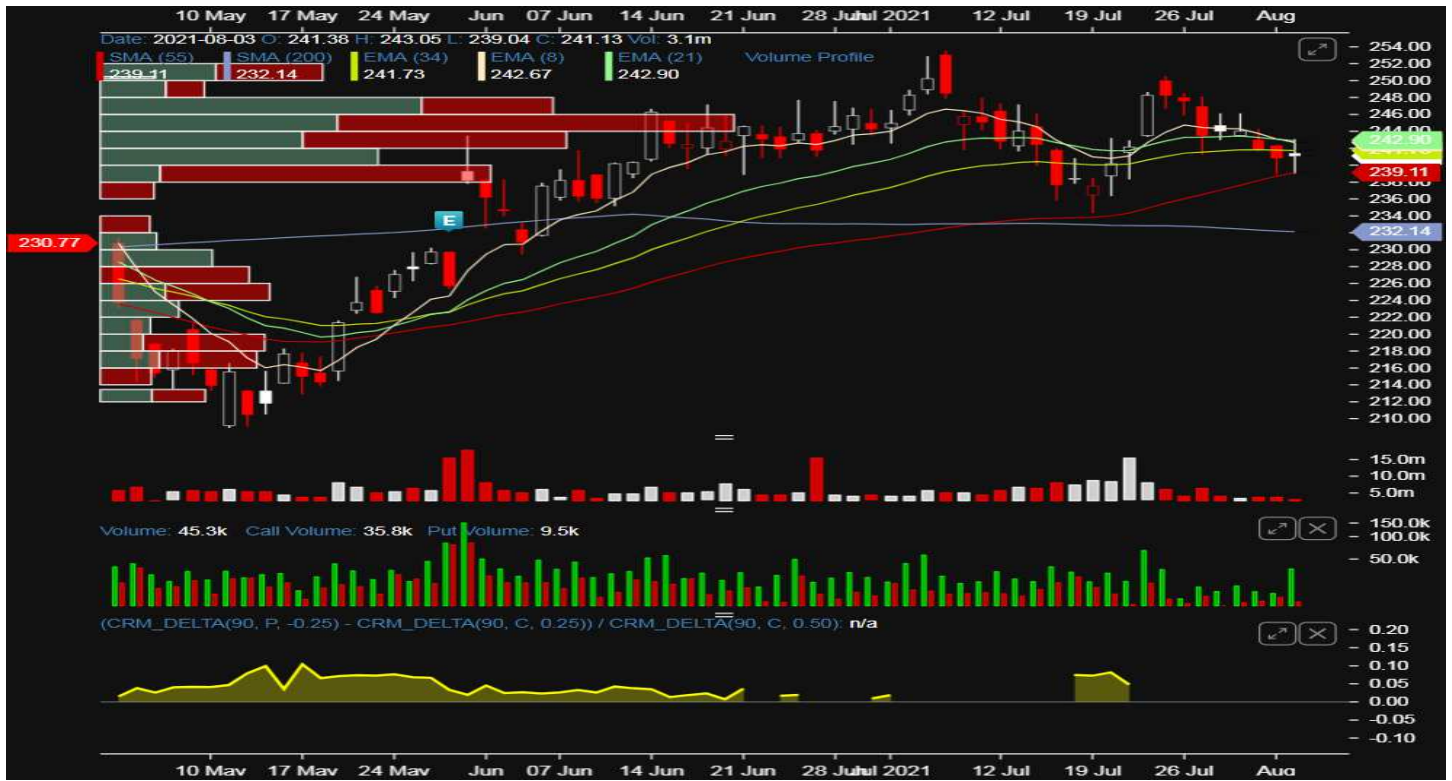 10 May 17 May 24 May Jun 07 Jun 14 Jun 21 Jun 28 Jun Jul 2021 12 Jul 19 Jul 26 Jul Aug
Date: 2021-08-03 O: 241.38 H: 243.05 L: 239.04 C: 241.13 Vol: 3.1m
SMA (55) SMA (200) EMA (34) EMA (8) EMA (21) Volume Profile
239.11 232.14 241.73 242.67 242.90
254.00
252.00
250.00
248.00
246.00
244.00
242.90
239.11
238.00
236.00
234.00
E
232.14
230.77
230.00
228.00
226.00
224.00
222.00
220.00
218.00
216.00
214.00
212.00
210.00
15.0m
10.0m
5.0m
Volume: 45.3k Call Volume: 35.8k Put Volume: 9.5k
150.0k
100.0k
50.0k
(CRM_DELTA(90, P, -0.25) - CRM_DELTA(90, C, 0.25)) / CRM_DELTA(90, C, 0.50): n/a
0.20
0.15
0.10
0.05
0.00
-0.05
-0.10
10 May 17 May 24 May Jun 07 Jun 14 Jun 21 Jun 28 Jun Jul 2021 12 Jul 19 Jul 26 Jul Aug